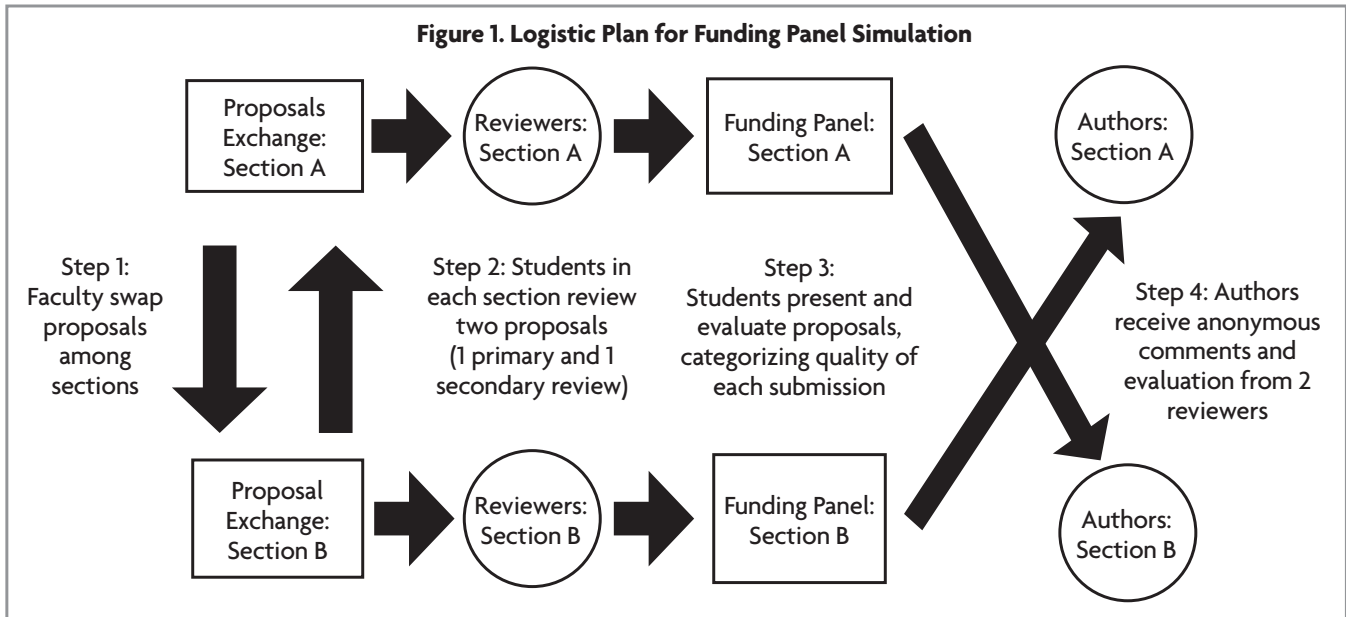 Figure 1. Logistic Plan for Funding Panel Simulation
Proposals
Exchange:
Section A
Reviewers:
Section A
Funding Panel:
Section A
Authors:
Section A
Step 1:
Faculty swap
proposals
among
sections
Step 2: Students in
each section review
two proposals
(1 primary and 1
secondary review)
Step 3:
Students present and
evaluate proposals,
categorizing quality of
each submission
Step 4: Authors
receive anonymous
comments and
evaluation from 2
reviewers
Proposal
Exchange:
Section B
Reviewers:
Section B
Funding Panel:
Section B
Authors:
Section B